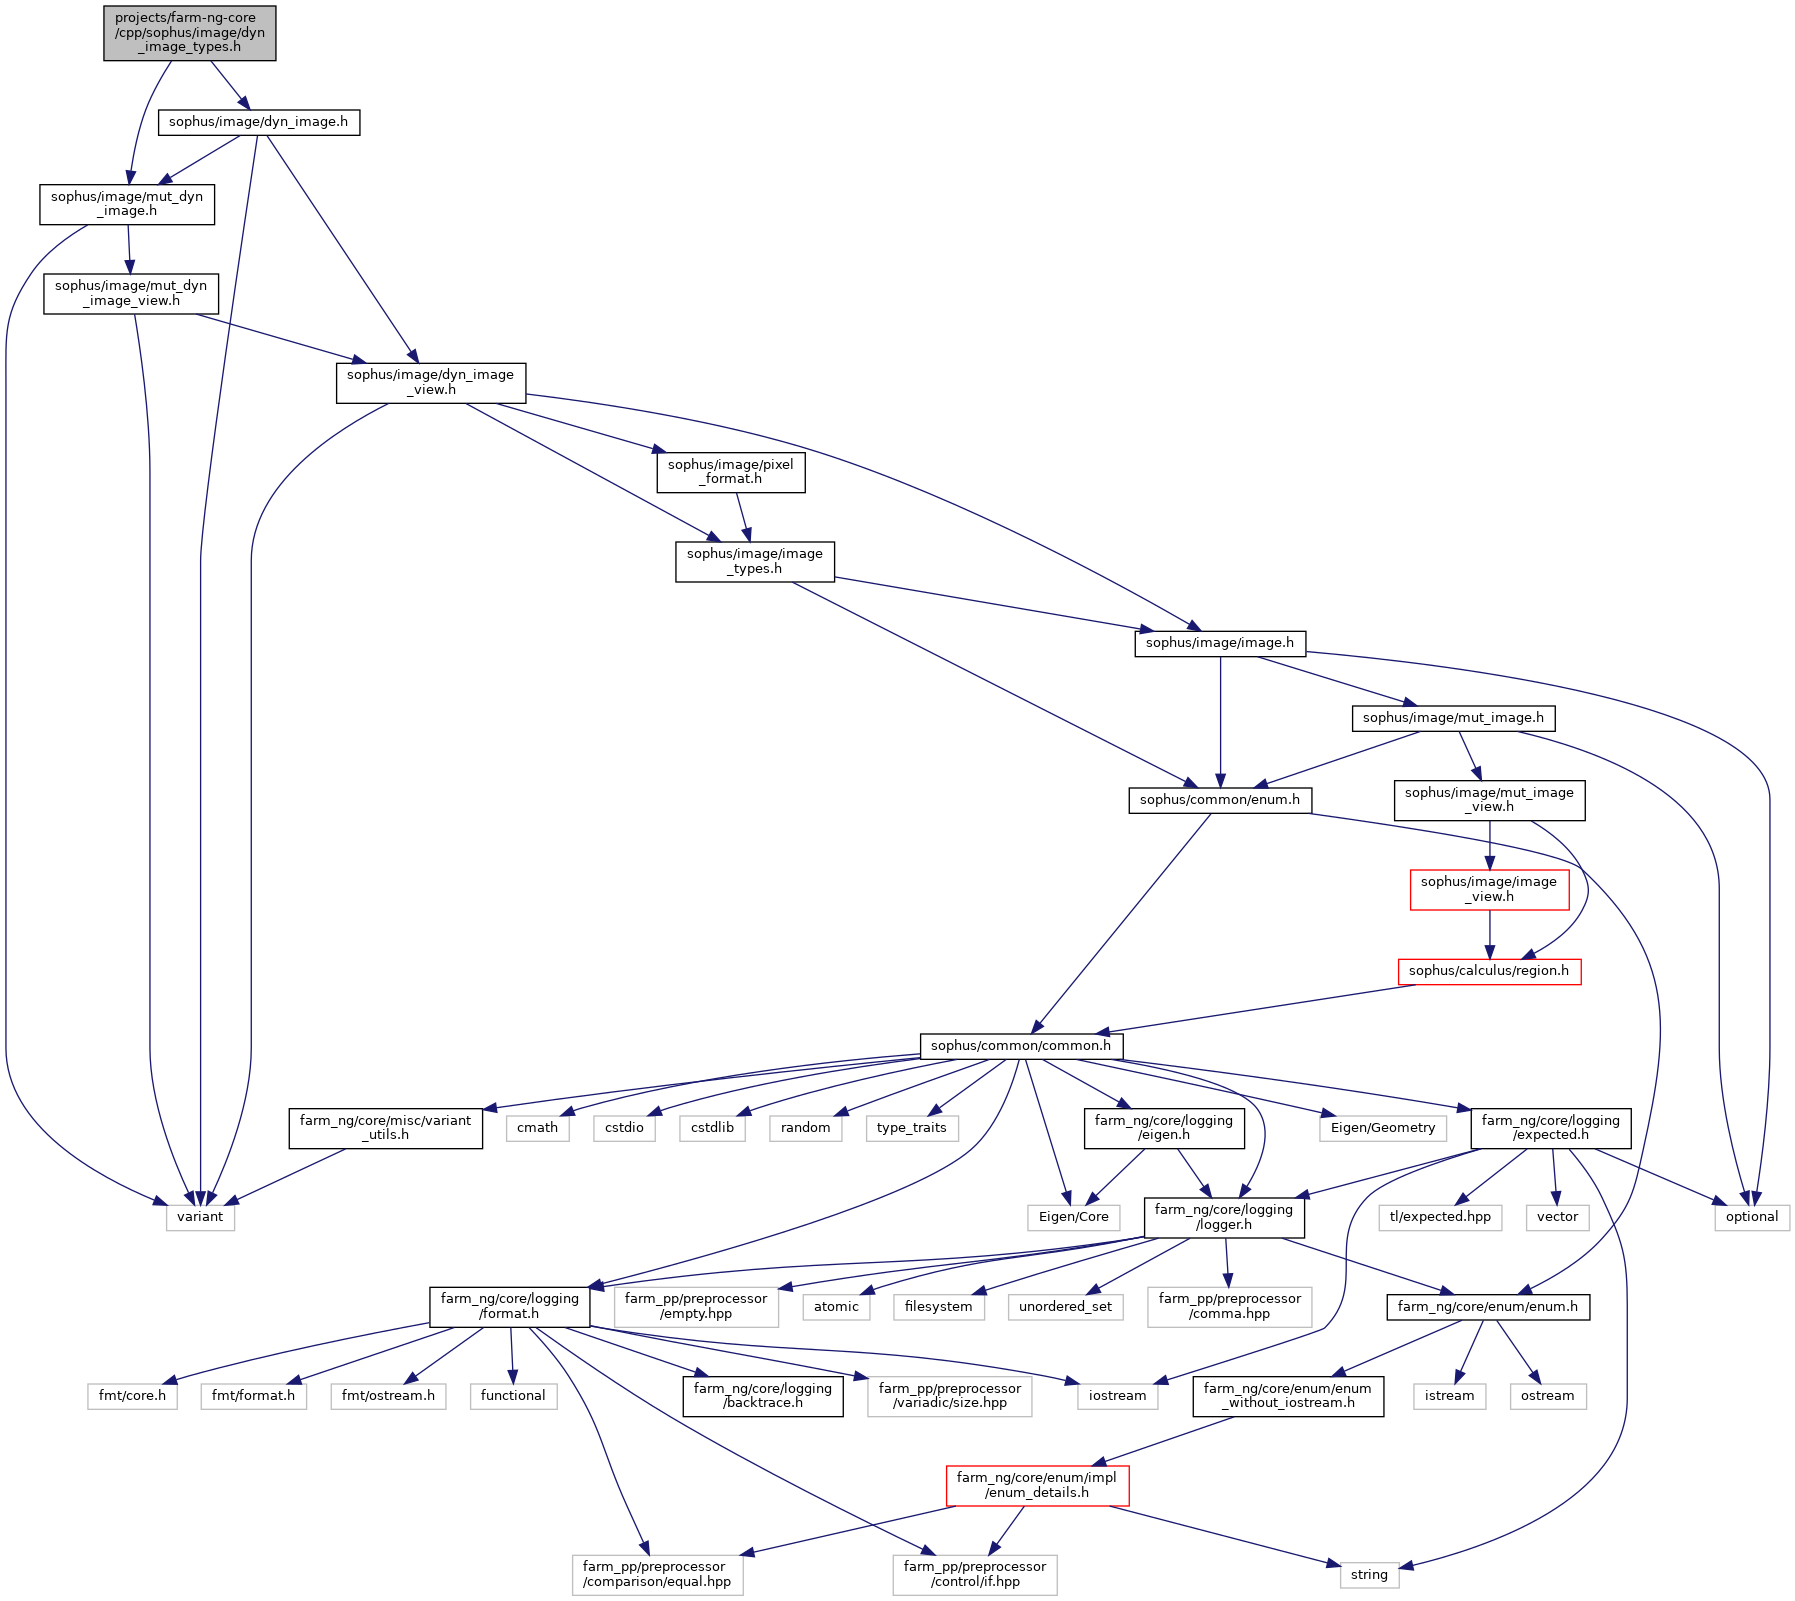 projects/farm-ng-core
/cpp/sophus/image/dyn
_image_types.h
sophus/image/dyn_image.h
sophus/image/mut_dyn
_image.h
sophus/image/mut_dyn
_image_view.h
sophus/image/dyn_image
_view.h
sophus/image/pixel
_format.h
sophus/image/image
_types.h
sophus/image/image.h
sophus/image/mut_image.h
sophus/common/enum.h
sophus/image/mut_image
_view.h
sophus/image/image
_view.h
sophus/calculus/region.h
sophus/common/common.h
farm_ng/core/misc/variant
_utils.h
cmath
cstdio
cstdlib
random
type_traits
farm_ng/core/logging
/eigen.h
Eigen/Geometry
farm_ng/core/logging
/expected.h
variant
Eigen/Core
farm_ng/core/logging
/logger.h
tl/expected.hpp
vector
optional
farm_ng/core/logging
/format.h
farm_pp/preprocessor
/empty.hpp
atomic
filesystem
unordered_set
farm_pp/preprocessor
/comma.hpp
farm_ng/core/enum/enum.h
fmt/core.h
fmt/format.h
fmt/ostream.h
functional
farm_ng/core/logging
/backtrace.h
farm_pp/preprocessor
/variadic/size.hpp
iostream
farm_ng/core/enum/enum
_without_iostream.h
istream
ostream
farm_ng/core/enum/impl
/enum_details.h
farm_pp/preprocessor
/comparison/equal.hpp
farm_pp/preprocessor
/control/if.hpp
string